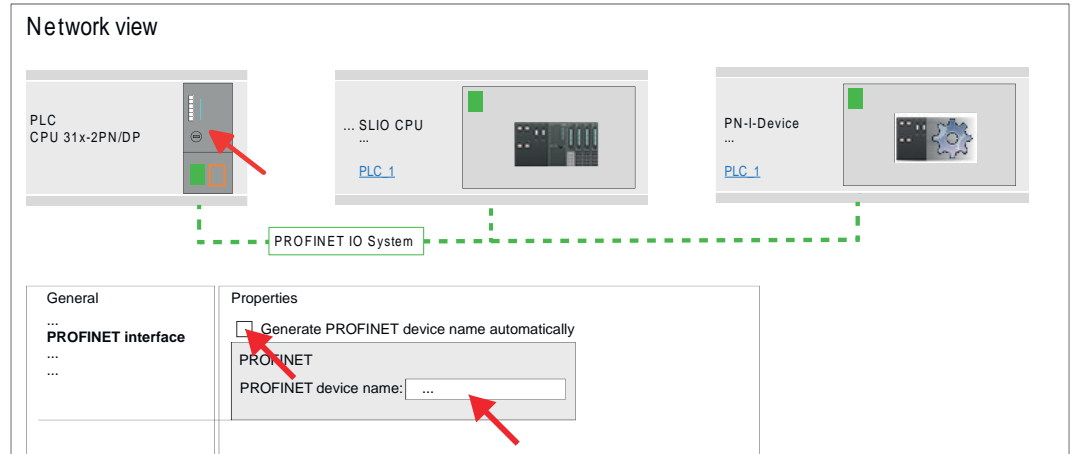 Network view
PLC
CPU 31x-2PN/DP
... SLIO CPU
...
PLC_1
PN-I-Device
...
PLC_1
PROFINET IO System
General
...
PROFINET interface
...
...
Properties
Generate PROFINET device name automatically
PROFINET
PROFINET device name: ...